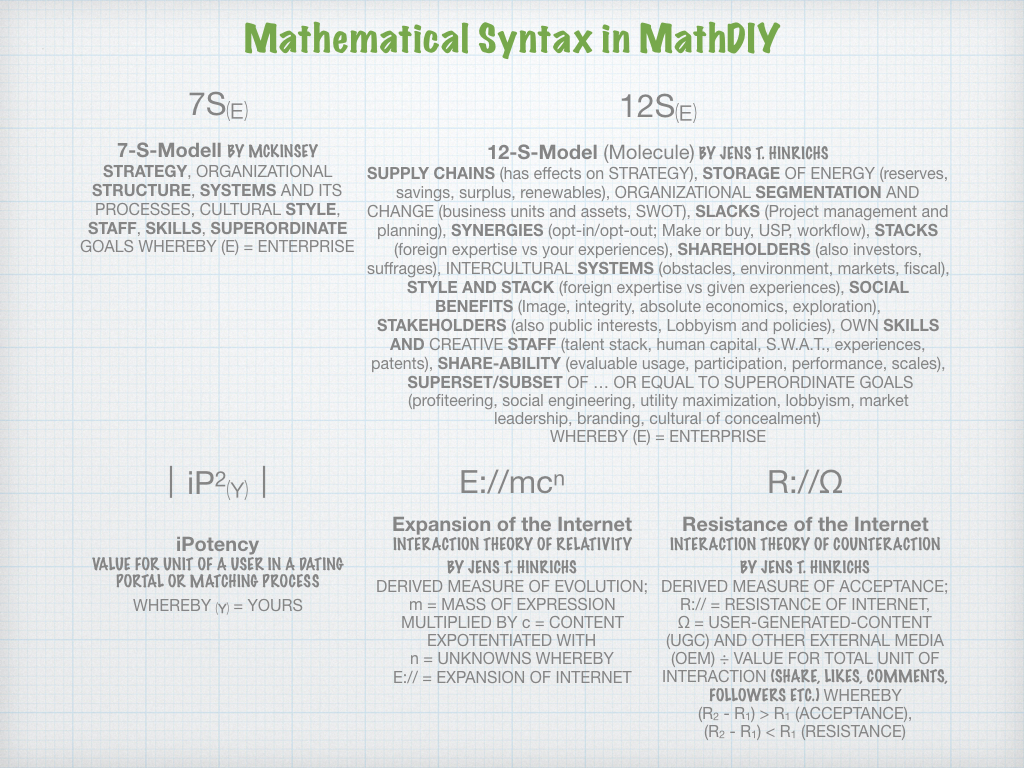 Mathematical Syntax in MathDIY
7S(E)
7-S-Modell BY MCKINSEY
STRATEGY, ORGANIZATIONAL
STRUCTURE, SYSTEMS AND ITS
PROCESSES, CULTURAL STYLE,
STAFF, SKILLS, SUPERORDINATE
GOALS WHEREBY (E) = ENTERPRISE
12S(E)
12-S-Model (Molecule) BY JENS T. HINRICHS
SUPPLY CHAINS (has effects on STRATEGY), STORAGE OF ENERGY (reserves,
savings, surplus, renewables), ORGANIZATIONAL SEGMENTATION AND
CHANGE (business units and assets, SWOT), SLACKS (Project management and
planning), SYNERGIES (opt-in/opt-out; Make or buy, USP, workflow), STACKS
(foreign expertise vs your experiences), SHAREHOLDERS (also investors,
suffrages), INTERCULTURAL SYSTEMS (obstacles, environment, markets, fiscal),
STYLE AND STACK (foreign expertise vs given experiences), SOCIAL
BENEFITS (Image, integrity, absolute economics, exploration),
STAKEHOLDERS (also public interests, Lobbyism and policies), OWN SKILLS
AND CREATIVE STAFF (talent stack, human capital, S.W.A.T., experiences,
patents), SHARE-ABILITY (evaluable usage, participation, performance, scales),
SUPERSET/SUBSET OF … OR EQUAL TO SUPERORDINATE GOALS
(profiteering, social engineering, utility maximization, lobbyism, market
leadership, branding, cultural of concealment)
WHEREBY (E) = ENTERPRISE
| iP²(Y) |
iPotency
VALUE FOR UNIT OF A USER IN A DATING
PORTAL OR MATCHING PROCESS
WHEREBY (Y) = YOURS
E://mcⁿ
Expansion of the Internet
INTERACTION THEORY OF RELATIVITY
BY JENS T. HINRICHS
DERIVED MEASURE OF EVOLUTION;
m = MASS OF EXPRESSION
MULTIPLIED BY c = CONTENT
EXPOTENTIATED WITH
n = UNKNOWNS WHEREBY
E:// = EXPANSION OF INTERNET
R://Ω
Resistance of the Internet
INTERACTION THEORY OF COUNTERACTION
BY JENS T. HINRICHS
DERIVED MEASURE OF ACCEPTANCE;
R:// = RESISTANCE OF INTERNET,
Ω = USER-GENERATED-CONTENT
(UGC) AND OTHER EXTERNAL MEDIA
(OEM) ÷ VALUE FOR TOTAL UNIT OF
INTERACTION (SHARE, LIKES, COMMENTS,
FOLLOWERS ETC.) WHEREBY
(R₂ - R₁) > R₁ (ACCEPTANCE),
(R₂ - R₁) < R₁ (RESISTANCE)